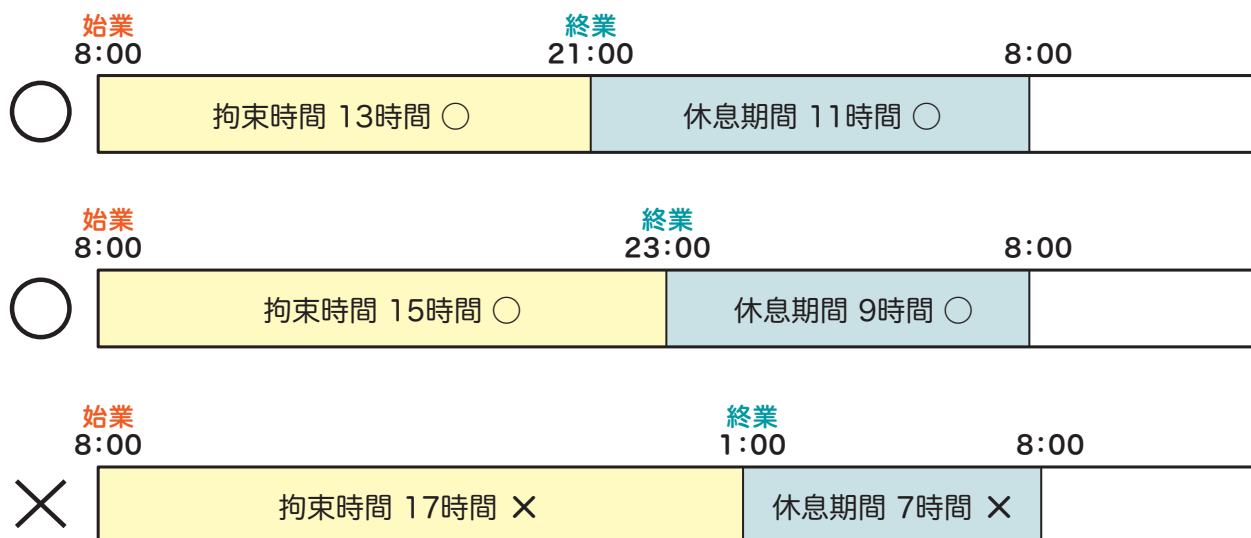 始業 終業
8:00 21:00 8:00
拘束時間 13時間 ○ 休息期間 11時間 ○
始業 終業
8:00 23:00 8:00
拘束時間 15時間 ○ 休息期間 9時間 ○
始業 終業
8:00 1:00 8:00
拘束時間 17時間 × 休息期間 7時間 ×